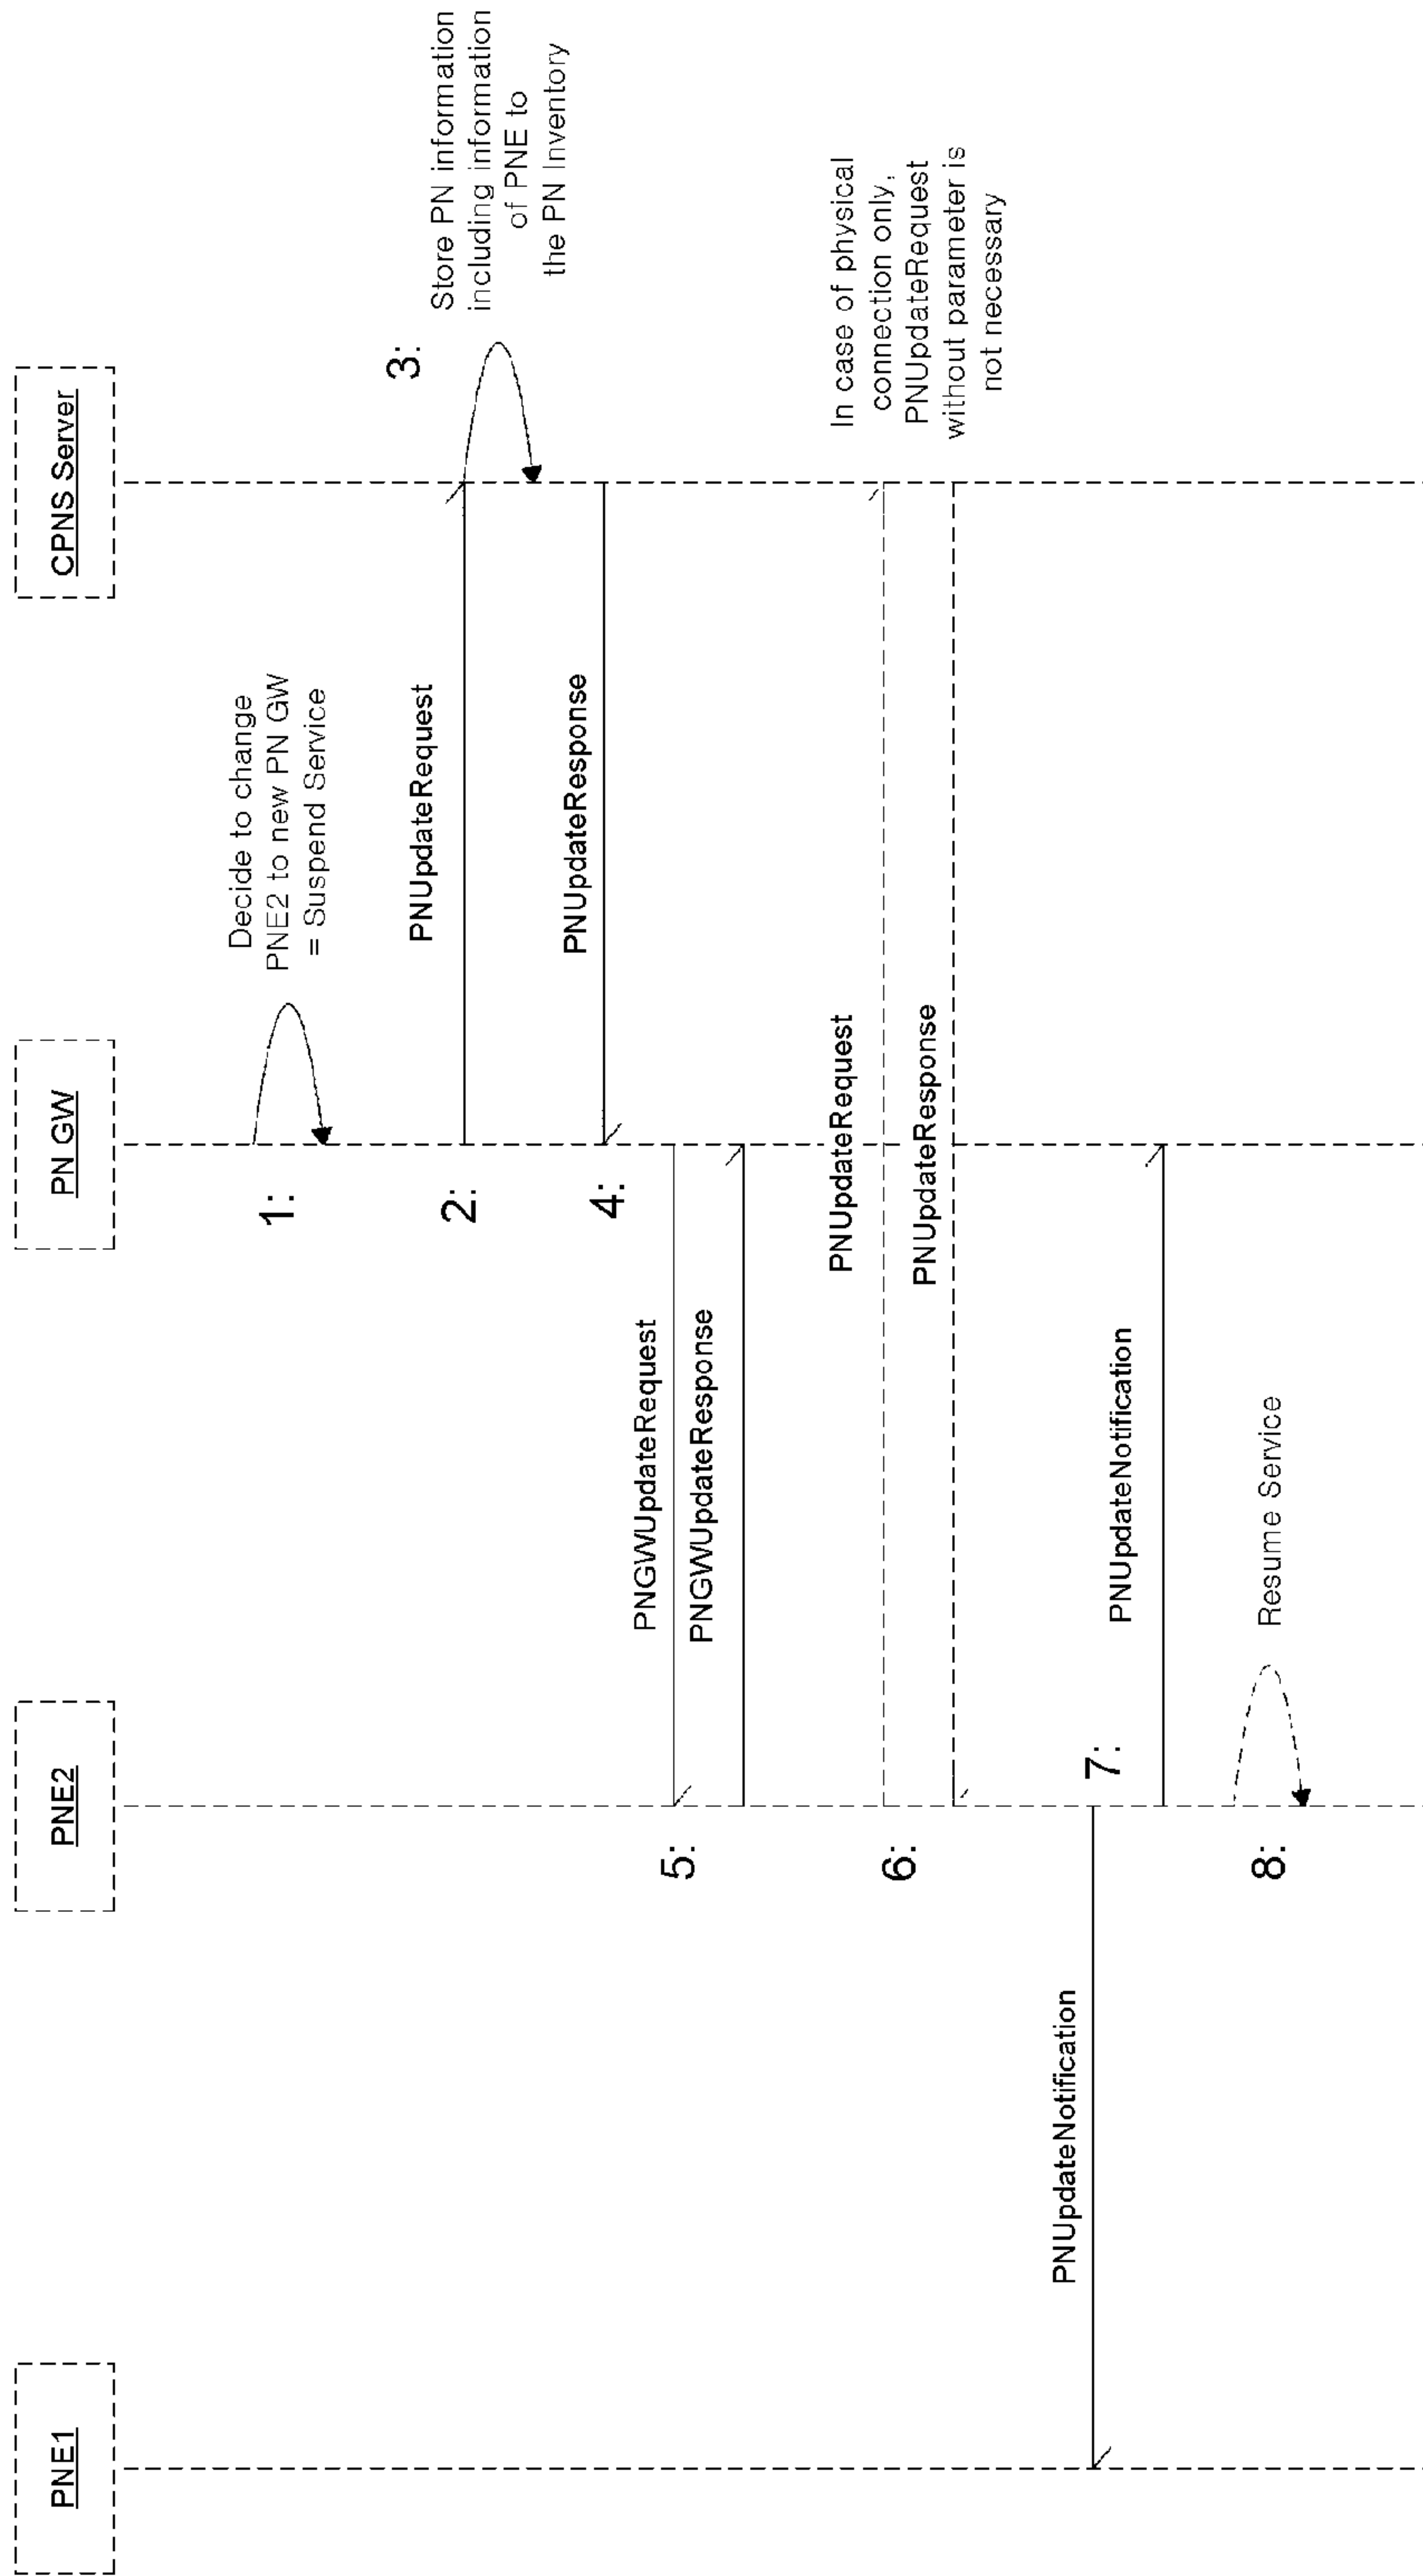 PNE1
PNE2
PN GW
CPNS Server
1:
Decide to change
PNE2 to new PN GW
= Suspend Service
2:
PNUpdateRequest
3:
Store PN information
including information
of PNE to
the PN Inventory
4:
PNUpdateResponse
5:
PNGWUpdateRequest
PNGWUpdateResponse
6:
PNUpdateRequest
PNUpdateResponse
In case of physical
connection only,
PNUpdateRequest
without parameter is
not necessary
7:
PNUpdateNotification
PNUpdateNotification
8:
Resume Service